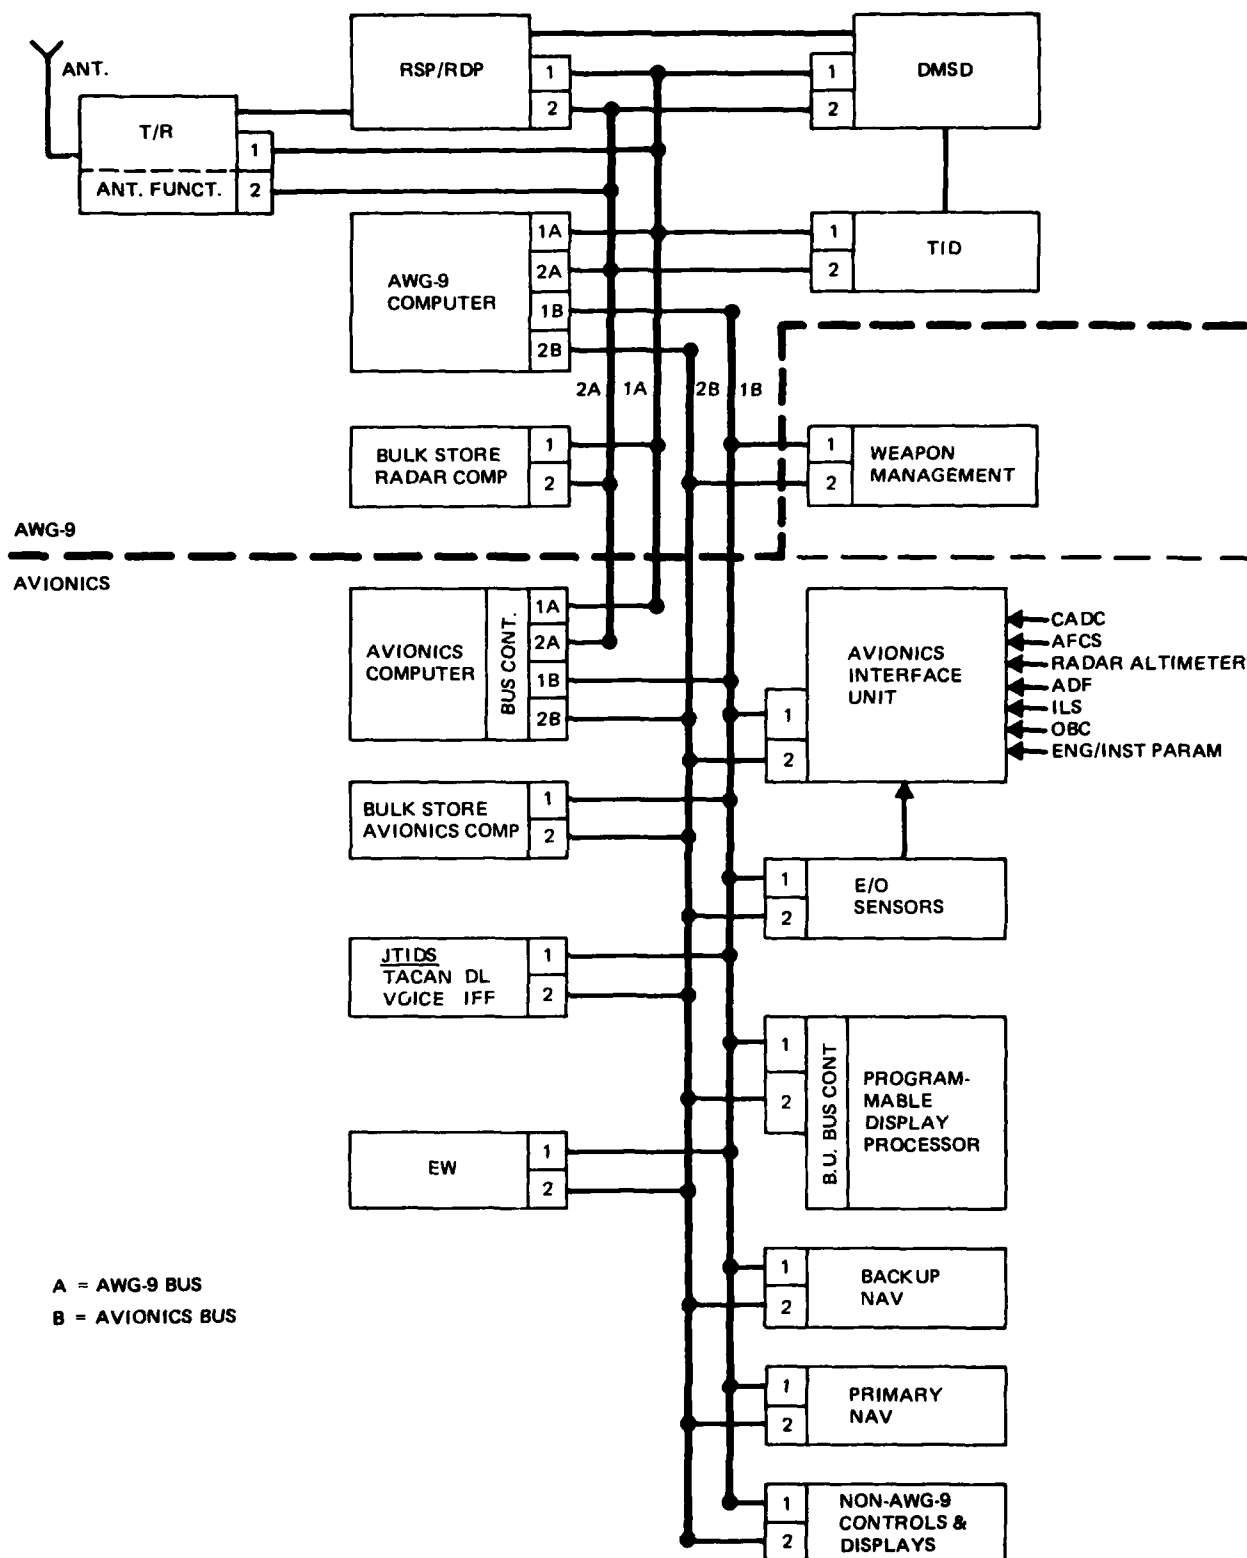 ANT.
T/R
1
ANT. FUNCT.
2
RSP/RDP
1
2
DMSD
1
2
AWG-9
COMPUTER
1A
2A
1B
2B
TID
1
2
2A
1A
2B
1B
BULK STORE
RADAR COMP
1
2
WEAPON
MANAGEMENT
1
2
AWG-9
AVIONICS
AVIONICS
COMPUTER
BUS CONT.
1A
2A
1B
2B
AVIONICS
INTERFACE
UNIT
1
2
CADC
AFCS
RADAR ALTIMETER
ADF
ILS
OBC
ENG/INST PARAM
BULK STORE
AVIONICS COMP
1
2
E/O
SENSORS
1
2
JTIDS
TACAN DL
VOICE IFF
1
2
B.U. BUS CONT
PROGRAM-
MABLE
DISPLAY
PROCESSOR
1
2
EW
1
2
BACKUP
NAV
1
2
A = AWG-9 BUS
B = AVIONICS BUS
PRIMARY
NAV
1
2
NON-AWG-9
CONTROLS &
DISPLAYS
1
2